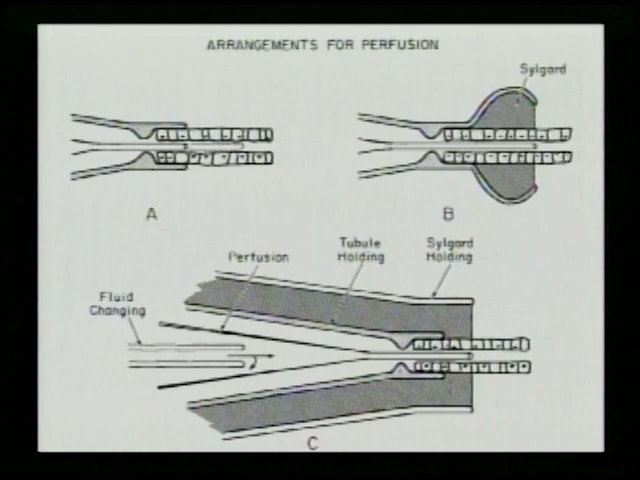 ARRANGEMENTS FOR PERFUSION
Sylgard
A
B
Perfusion
Tubule
Holding
Sylgard
Holding
Fluid
Changing
C